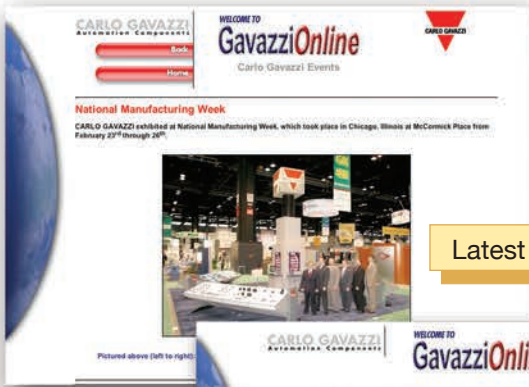 CARLO GAVAZZI
Automation Components
Back
Home
WELCOME TO
GavazziOnline
Carlo Gavazzi Events
CARLO GAVAZZI
National Manufacturing Week
CARLO GAVAZZI exhibited at National Manufacturing Week, which took place in Chicago, Illinois at McCormick Place from
February 23rd through 26th.
Latest
Pictured above (left to right):
CARLO GAVAZZI
Automation Components
WELCOME TO
GavazziOnli